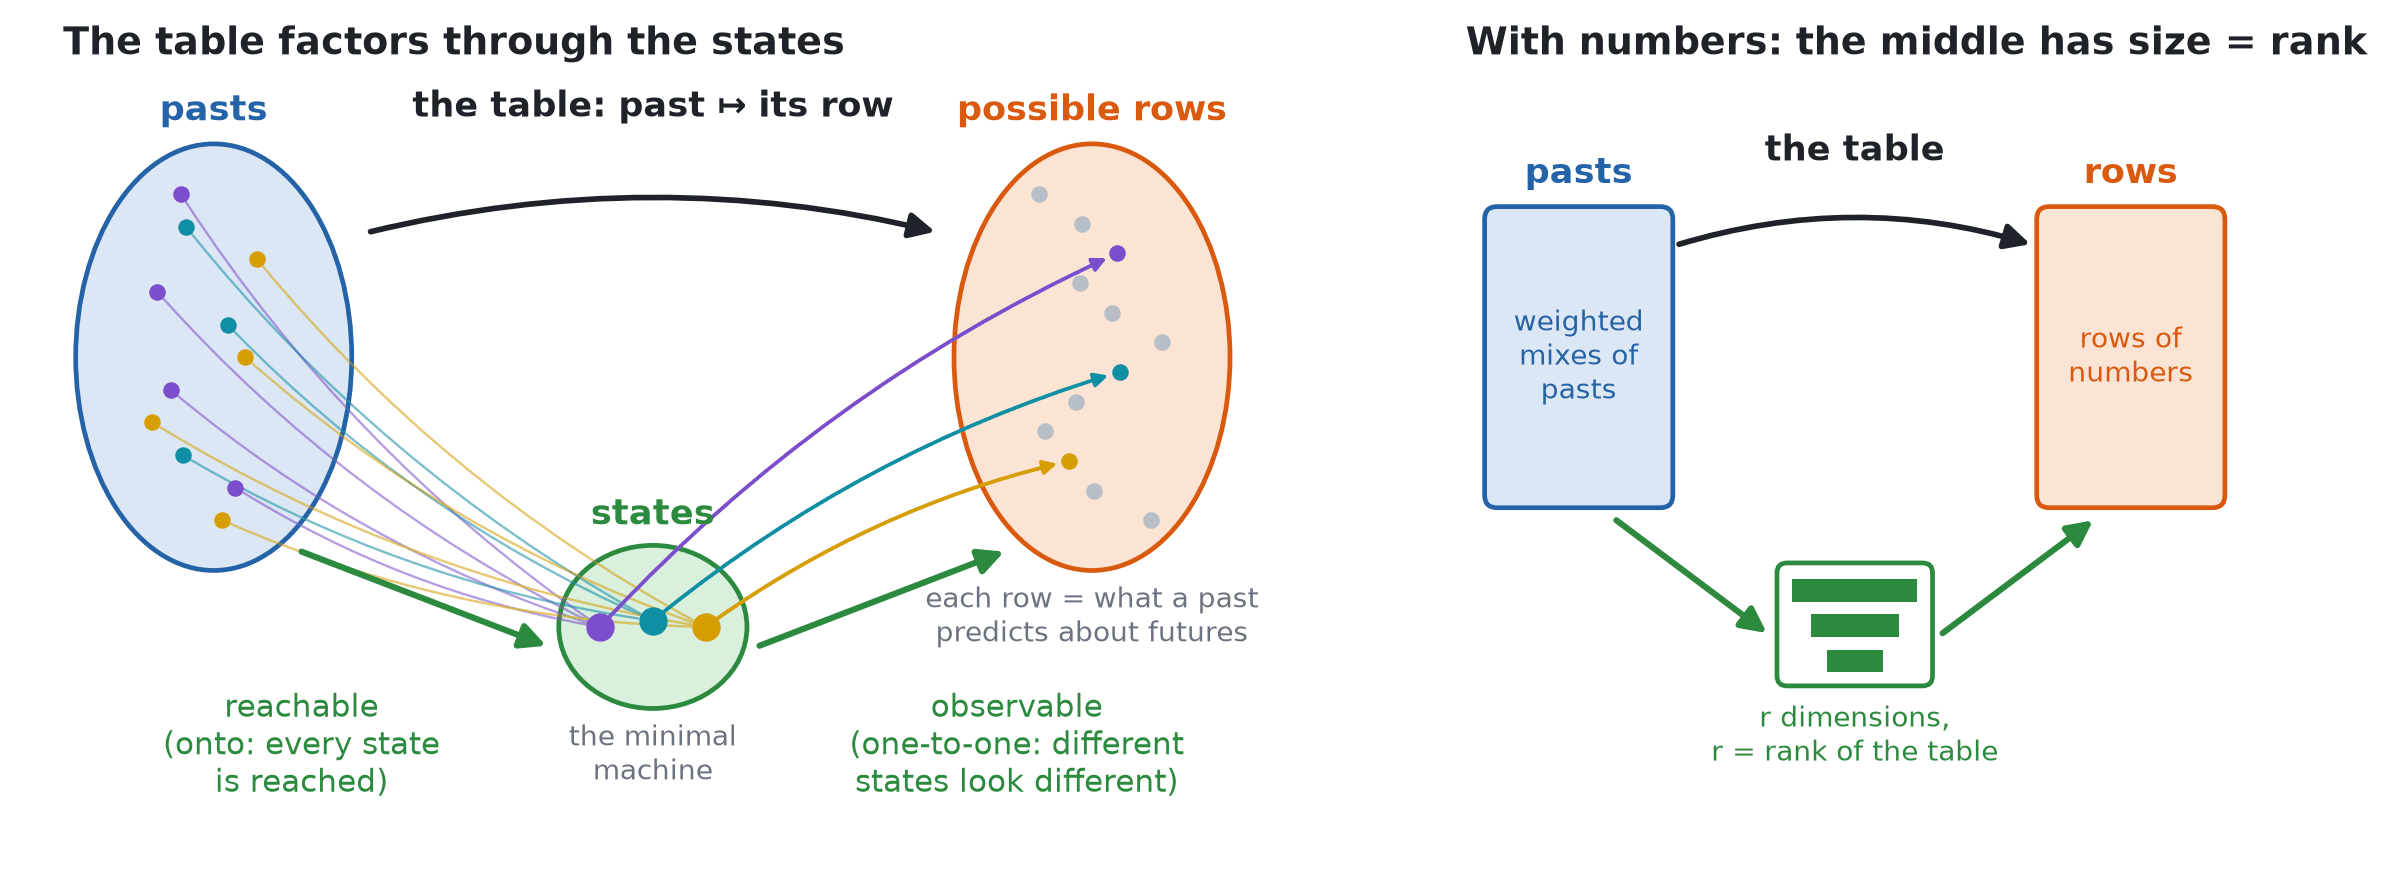 The table factors through the states
pasts
the table: past ↦ its row
possible rows
states
each row = what a past
predicts about futures
reachable
(onto: every state
is reached)
the minimal
machine
observable
(one-to-one: different
states look different)
With numbers: the middle has size = rank
pasts
the table
rows
weighted
mixes of
pasts
rows of
numbers
r dimensions,
r = rank of the table